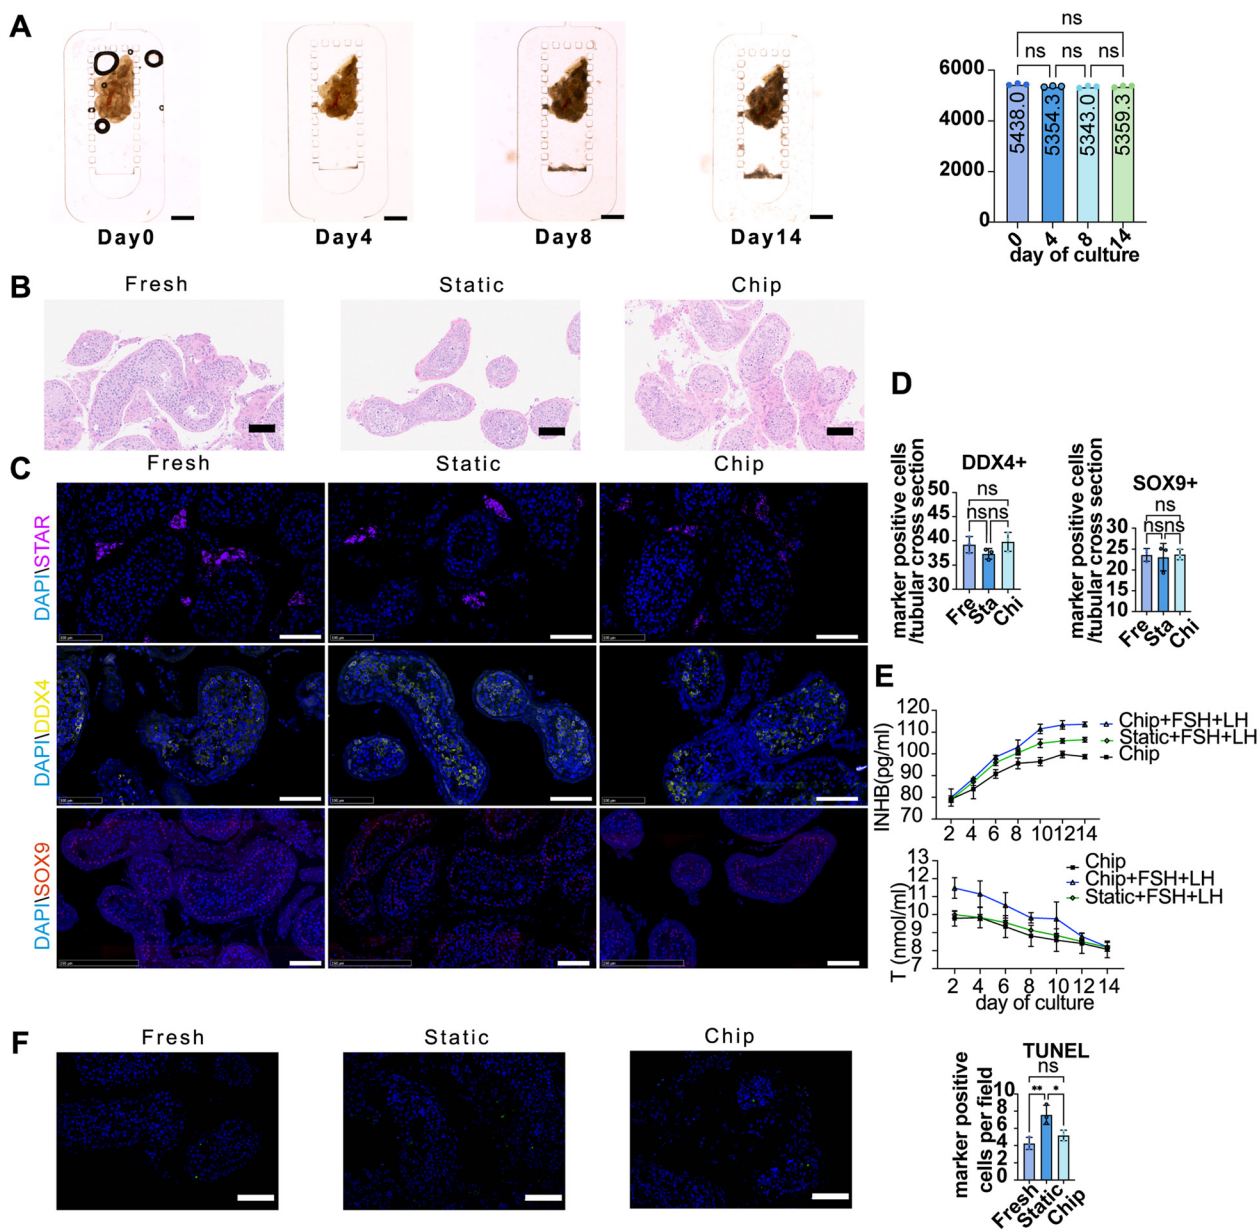 A
Day0
Day4
Day8
Day14
ns
ns
ns
ns
6000
4000
2000
0
5438.0
5354.3
5343.0
5359.3
0
4
8
14
day of culture
B
Fresh
Static
Chip
C
Fresh
Static
Chip
DAPI\STAR
DAPI\DDX4
DAPI\SOX9
D
marker positive cells
/tubular cross section
DDX4+
ns
ns
ns
50
45
40
35
30
Fre
Sta
Chi
marker positive cells
/tubular cross section
SOX9+
ns
ns
ns
30
25
20
15
10
Fre
Sta
Chi
E
INHB(pg/ml)
120
110
100
90
80
70
2 4 6 8 10 12 14
Chip+FSH+LH
Static+FSH+LH
Chip
T (nmol/ml)
13
12
11
10
9
8
7
2 4 6 8 10 12 14
day of culture
Chip
Chip+FSH+LH
Static+FSH+LH
F
Fresh
Static
Chip
TUNEL
ns
** *
marker positive
cells per field
10
8
6
4
2
0
Fresh
Static
Chip